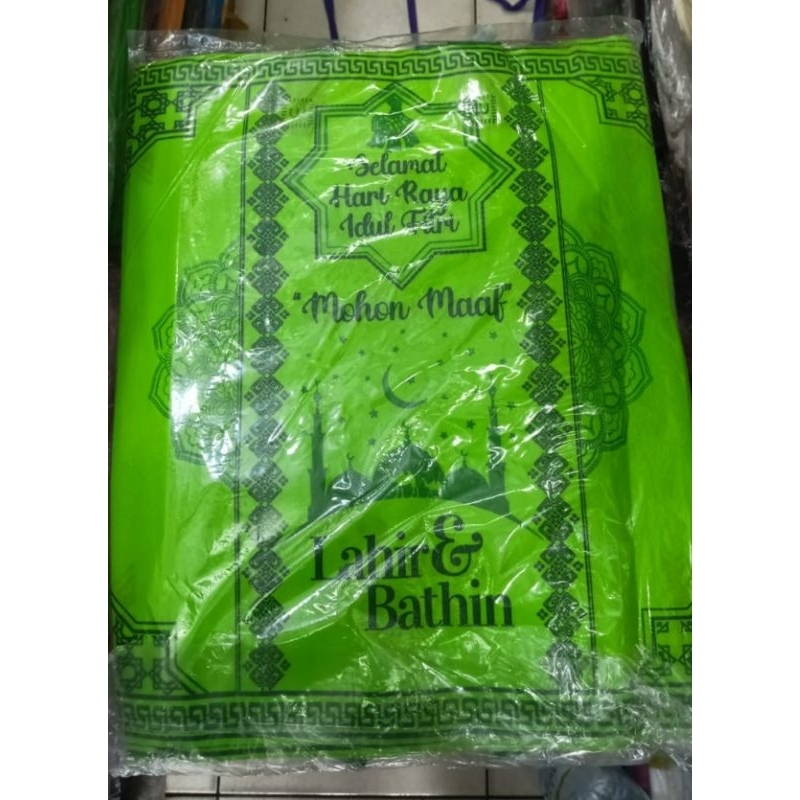 Selamat
Hari Raya
Idul Fitri
"Mohon Maaf"
Lahir &
Bathin